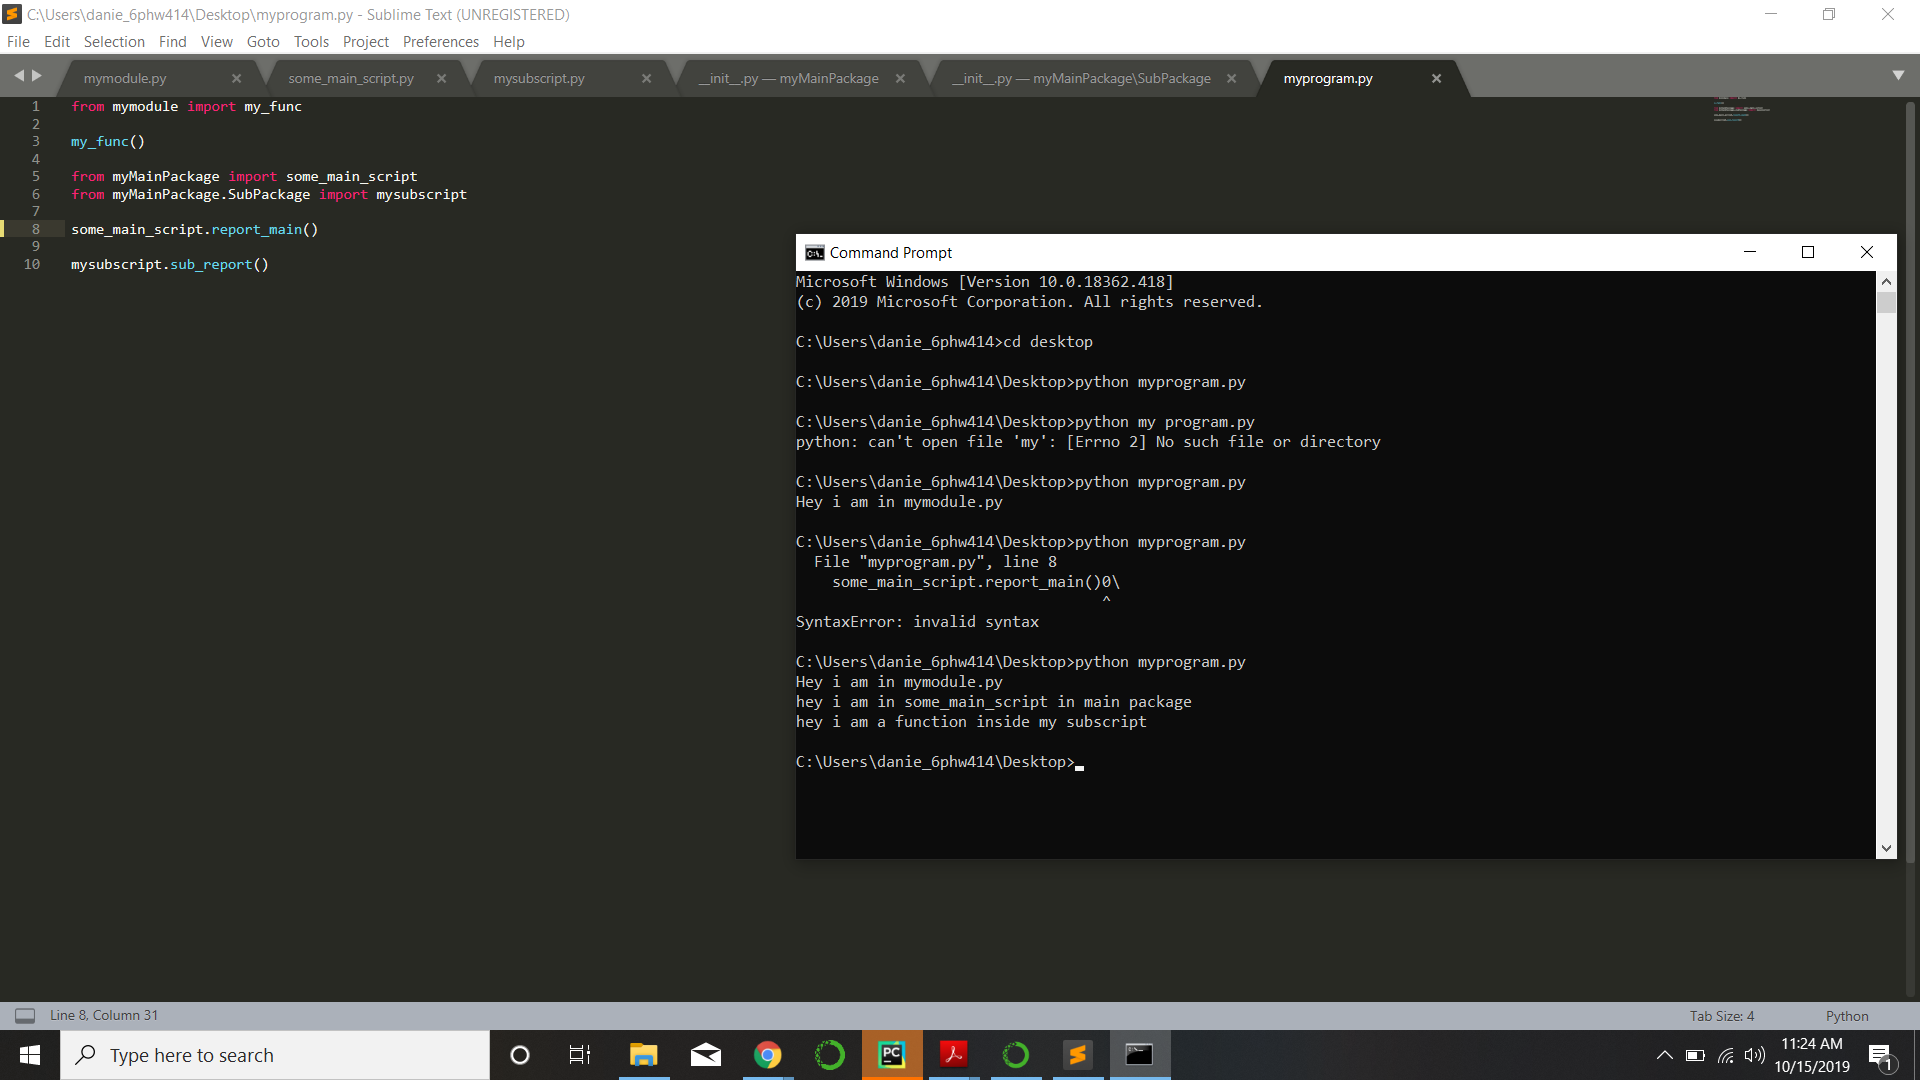 C:\Users\danie_6phw414\Desktop\myprogram.py - Sublime Text (UNREGISTERED)
File Edit Selection Find View Goto Tools Project Preferences Help
mymodule.py some_main_script.py mysubscript.py __init__.py — myMainPackage __init__.py — myMainPackage\SubPackage myprogram.py
1 from mymodule import my_func
2
3 my_func()
4
5 from myMainPackage import some_main_script
6 from myMainPackage.SubPackage import mysubscript
7
8 some_main_script.report_main()
9
10 mysubscript.sub_report()
Command Prompt
Microsoft Windows [Version 10.0.18362.418]
(c) 2019 Microsoft Corporation. All rights reserved.
C:\Users\danie_6phw414>cd desktop
C:\Users\danie_6phw414\Desktop>python myprogram.py
C:\Users\danie_6phw414\Desktop>python my program.py
python: can't open file 'my': [Errno 2] No such file or directory
C:\Users\danie_6phw414\Desktop>python myprogram.py
Hey i am in mymodule.py
C:\Users\danie_6phw414\Desktop>python myprogram.py
File "myprogram.py", line 8
some_main_script.report_main()0\
^
SyntaxError: invalid syntax
C:\Users\danie_6phw414\Desktop>python myprogram.py
Hey i am in mymodule.py
hey i am in some_main_script in main package
hey i am a function inside my subscript
C:\Users\danie_6phw414\Desktop>
Line 8, Column 31
Tab Size: 4 Python
Type here to search
PC
11:24 AM
10/15/2019
1